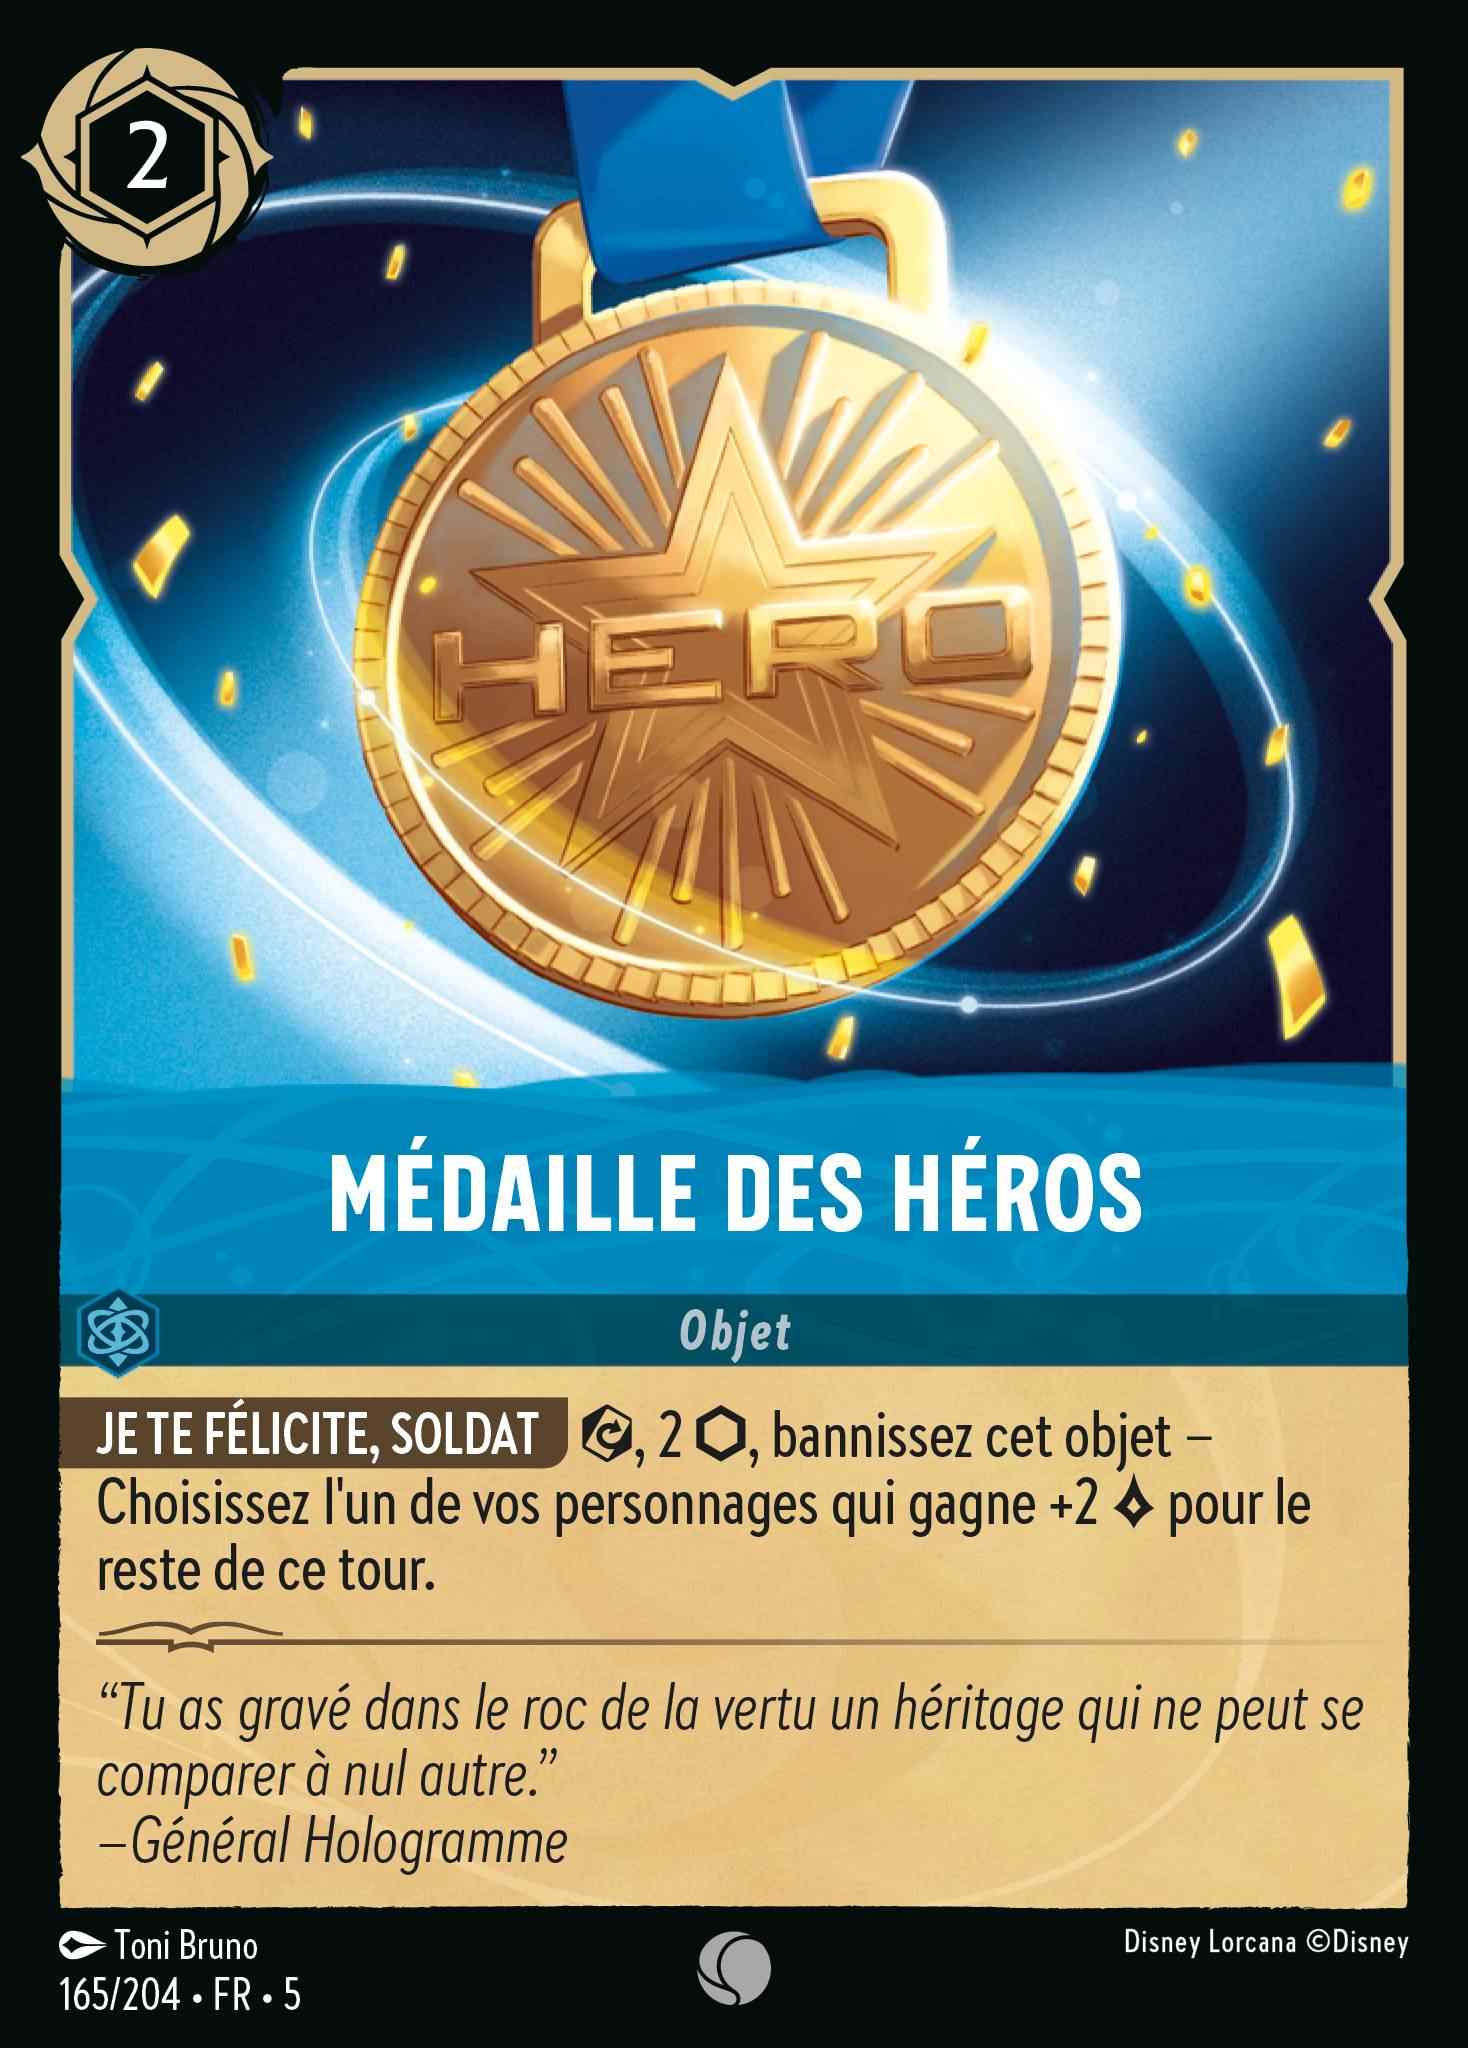 2
HERO
MÉDAILLE DES HÉROS
Objet
JE TE FÉLICITE, SOLDAT , 2 , bannissez cet objet –
Choisissez l'un de vos personnages qui gagne +2 pour le
reste de ce tour.
“Tu as gravé dans le roc de la vertu un héritage qui ne peut se
comparer à nul autre.”
–Général Hologramme
Toni Bruno
Disney Lorcana ©Disney
165/204 • FR • 5